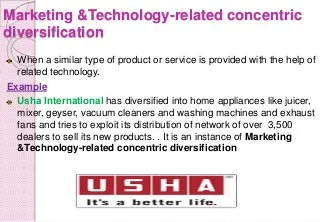 Marketing &Technology-related concentric
diversification
When a similar type of product or service is provided with the help of
related technology.
Example
Usha International has diversified into home appliances like juicer,
mixer, geyser, vacuum cleaners and washing machines and exhaust
fans and tries to exploit its distribution of network of over 3,500
dealers to sell its new products. . It is an instance of Marketing
&Technology-related concentric diversification
USHA
It's a better life.